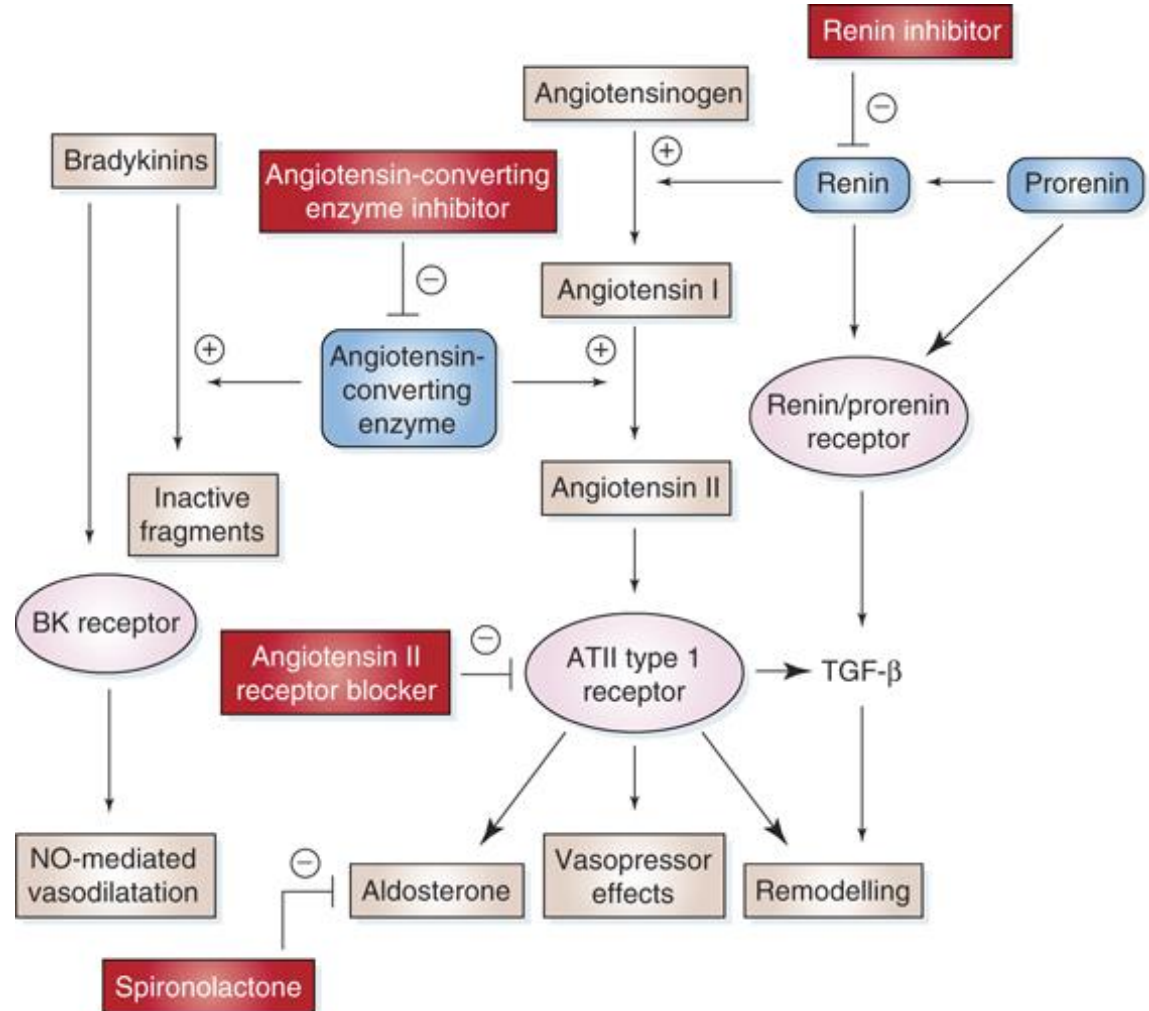 Renin inhibitor
Angiotensinogen
−
Bradykinins
+
Angiotensin-converting
enzyme inhibitor
Renin
Prorenin
−
Angiotensin I
+
+
Angiotensin-
converting
enzyme
Renin/prorenin
receptor
Inactive
fragments
Angiotensin II
BK receptor
−
Angiotensin II
receptor blocker
ATII type 1
receptor
TGF-β
NO-mediated
vasodilatation
−
Aldosterone
Vasopressor
effects
Remodelling
Spironolactone